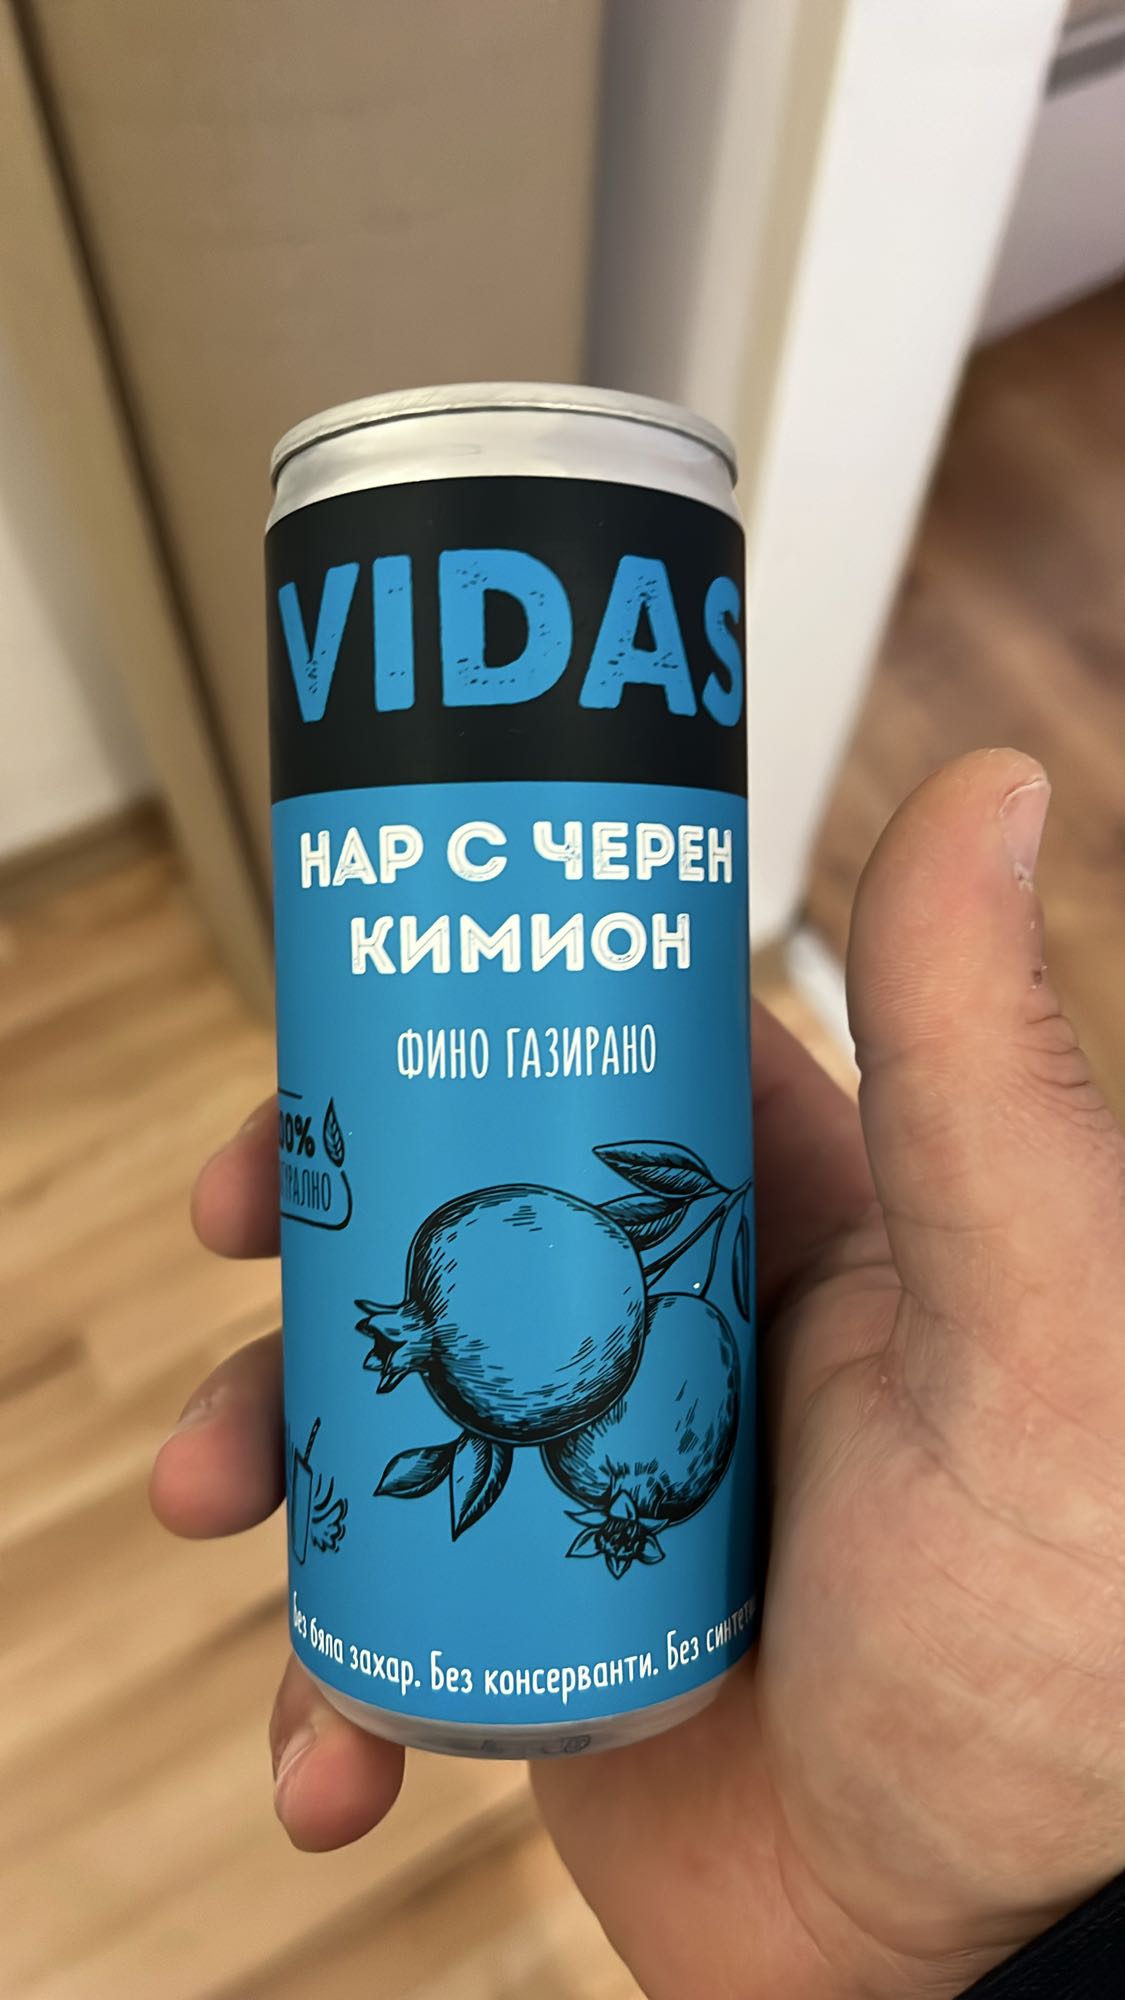 VIDAS
НАР С ЧЕРЕН
КИМИОН
ФИНО ГАЗИРАНО
без бяла захар. Без консерванти. Без